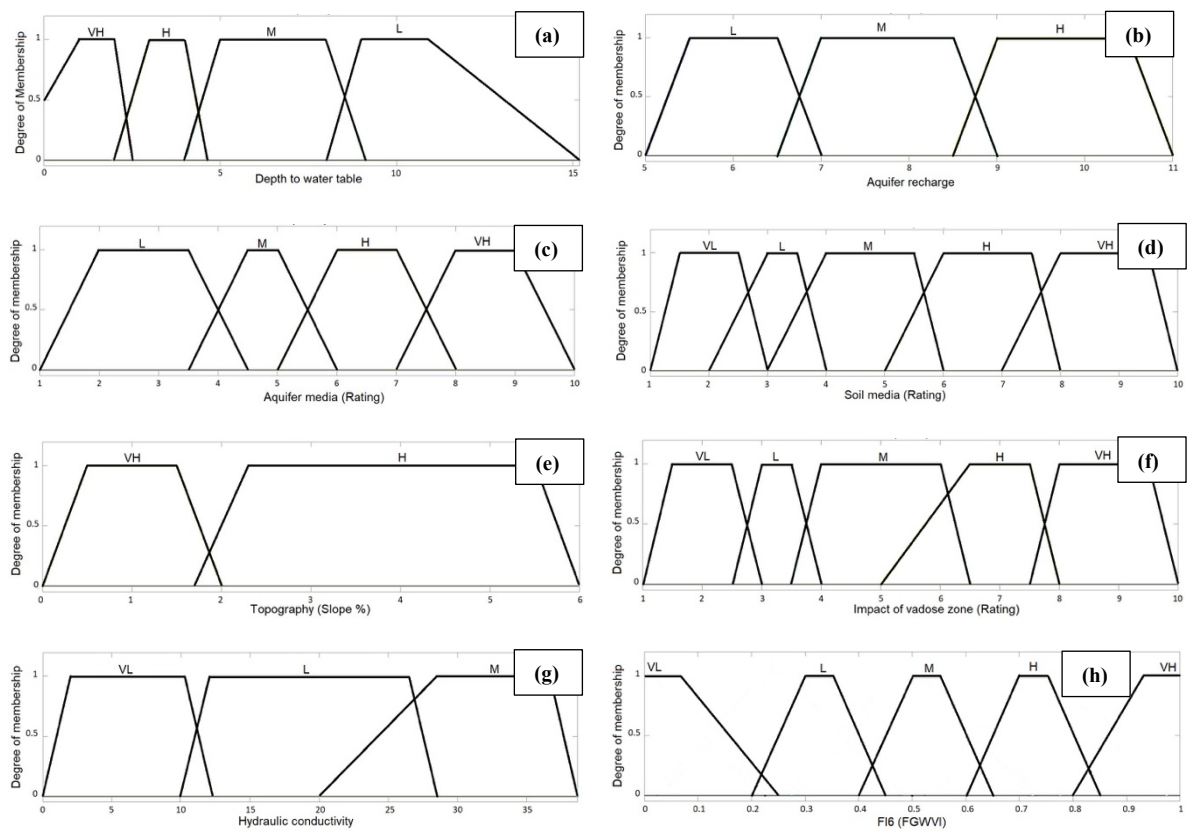 VH H M L (a)
Degree of Membership
1
0.5
0
0 5 10 15
Depth to water table
L M H (b)
Degree of membership
1
0.5
0
5 6 7 8 9 10 11
Aquifer recharge
L M H VH (c)
Degree of membership
1
0.5
0
1 2 3 4 5 6 7 8 9 10
Aquifer media (Rating)
VL L M H VH (d)
Degree of membership
1
0.5
0
1 2 3 4 5 6 7 8 9 10
Soil media (Rating)
VH H (e)
Degree of membership
1
0.5
0
0 1 2 3 4 5 6
Topography (Slope %)
VL L M H VH (f)
Degree of membership
1
0.5
0
1 2 3 4 5 6 7 8 9 10
Impact of vadose zone (Rating)
VL L M (g)
Degree of membership
1
0.5
0
0 5 10 15 20 25 30 35
Hydraulic conductivity
VL L M H VH (h)
Degree of membership
1
0.5
0
0 0.1 0.2 0.3 0.4 0.5 0.6 0.7 0.8 0.9 1
FI6 (FGWVI)